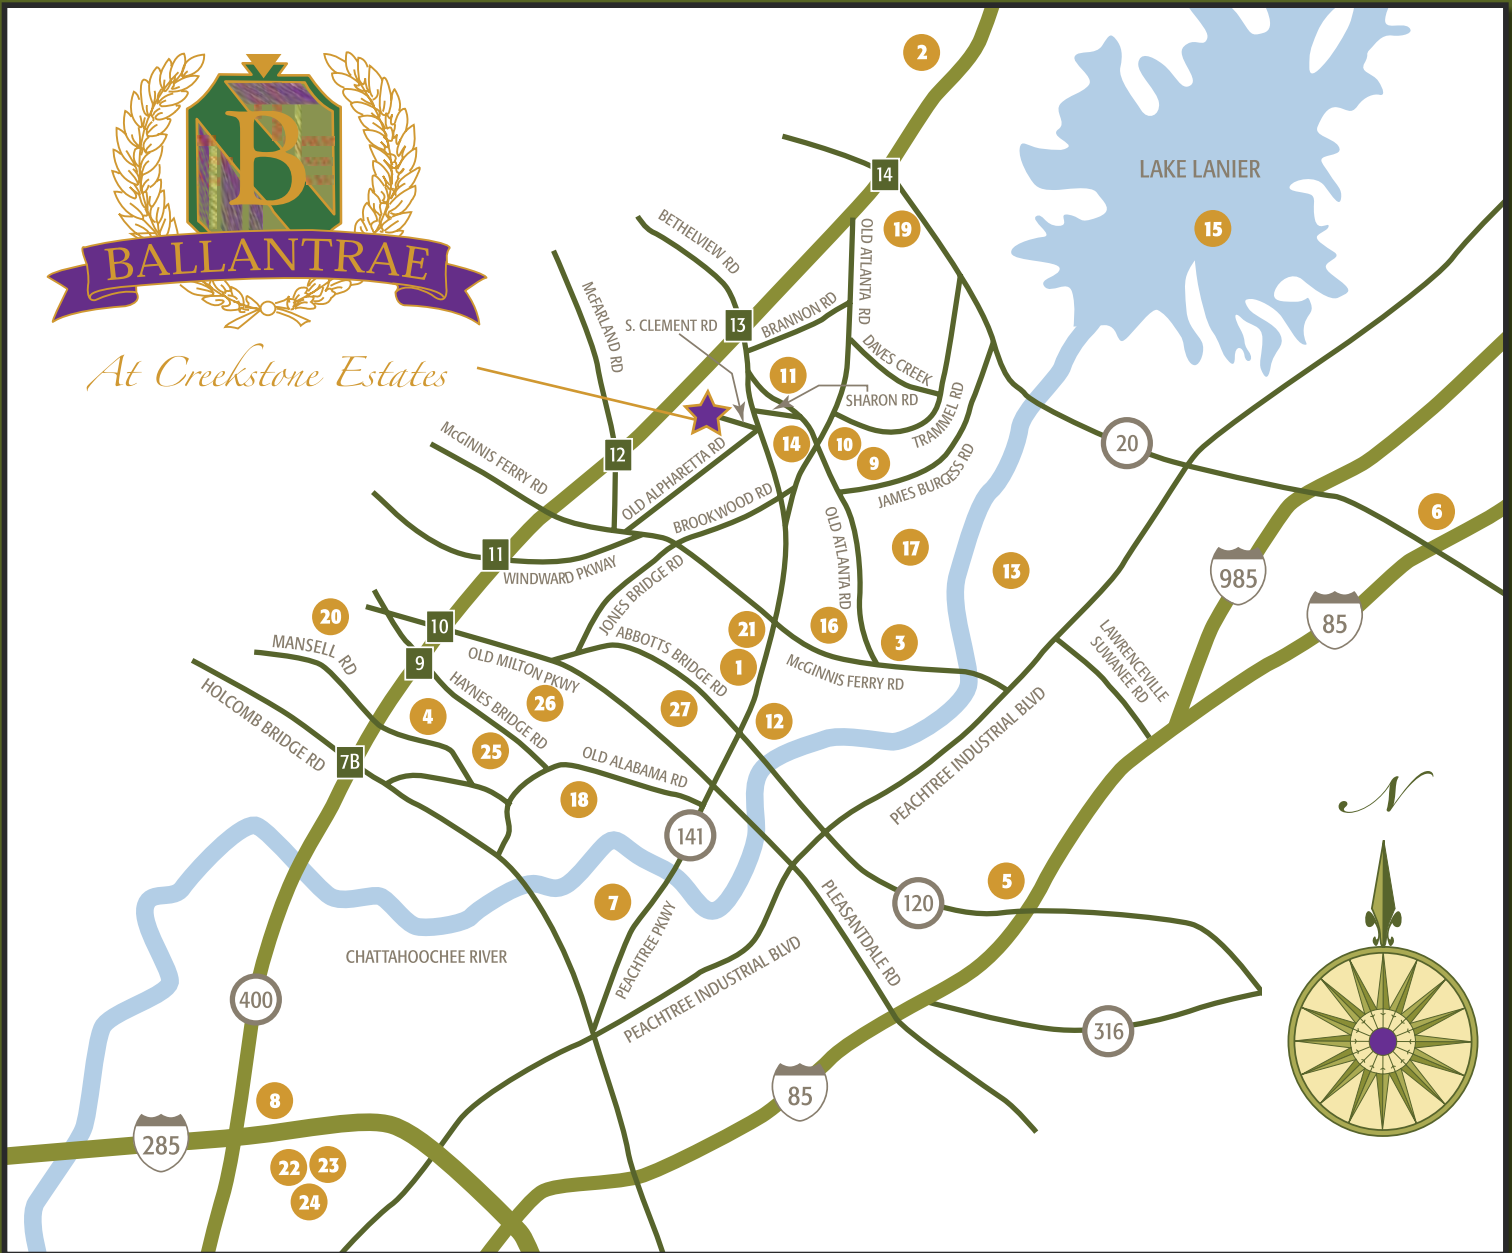 B
BALLANTRAE
At Creekstone Estates
2
14
LAKE LANIER
15
19
BETHELVIEW RD
OLD ATLANTA RD
McFARLAND RD
S. CLEMENT RD
13
BRANNON RD
DAVES CREEK
11
SHARON RD
TRAMMEL RD
20
McGINNIS FERRY RD
12
OLD ALPHARETTA RD
14
10
9
JAMES BURGESS RD
BROOKWOOD RD
6
11
WINDWARD PKWAY
OLD ATLANTA RD
17
13
985
JONES BRIDGE RD
20
10
MANSELL RD
9
OLD MILTON PKWY
ABBOTTS BRIDGE RD
21
16
3
1
McGINNIS FERRY RD
LAWRENCEVILLE
SUWANEE RD
85
HOLCOMB BRIDGE RD
HAYNES BRIDGE RD
4
26
27
12
25
7B
OLD ALABAMA RD
18
PEACHTREE INDUSTRIAL BLVD
N
141
7
PLEASANTDALE RD
120
5
PEACHTREE PKWY
CHATTAHOOCHEE RIVER
PEACHTREE INDUSTRIAL BLVD
400
316
85
8
285
22
23
24